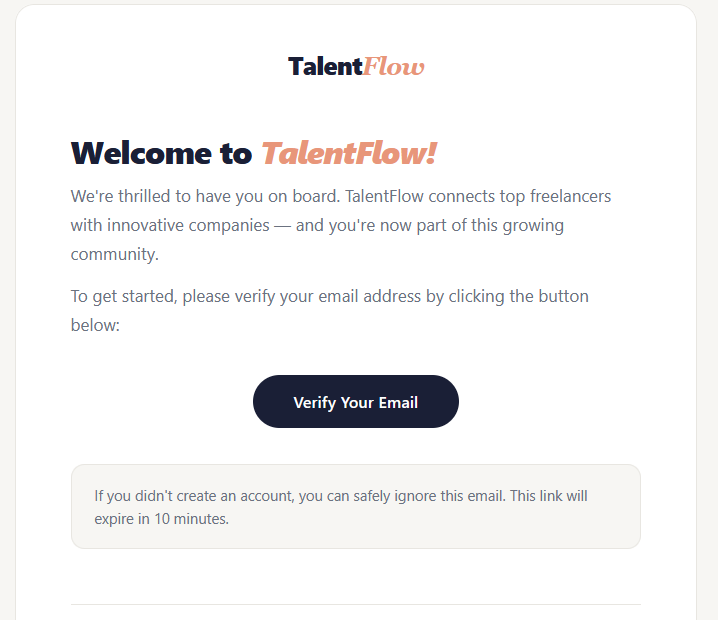 TalentFlow
Welcome to TalentFlow!
We're thrilled to have you on board. TalentFlow connects top freelancers
with innovative companies — and you're now part of this growing
community.
To get started, please verify your email address by clicking the button
below:
Verify Your Email
If you didn't create an account, you can safely ignore this email. This link will
expire in 10 minutes.